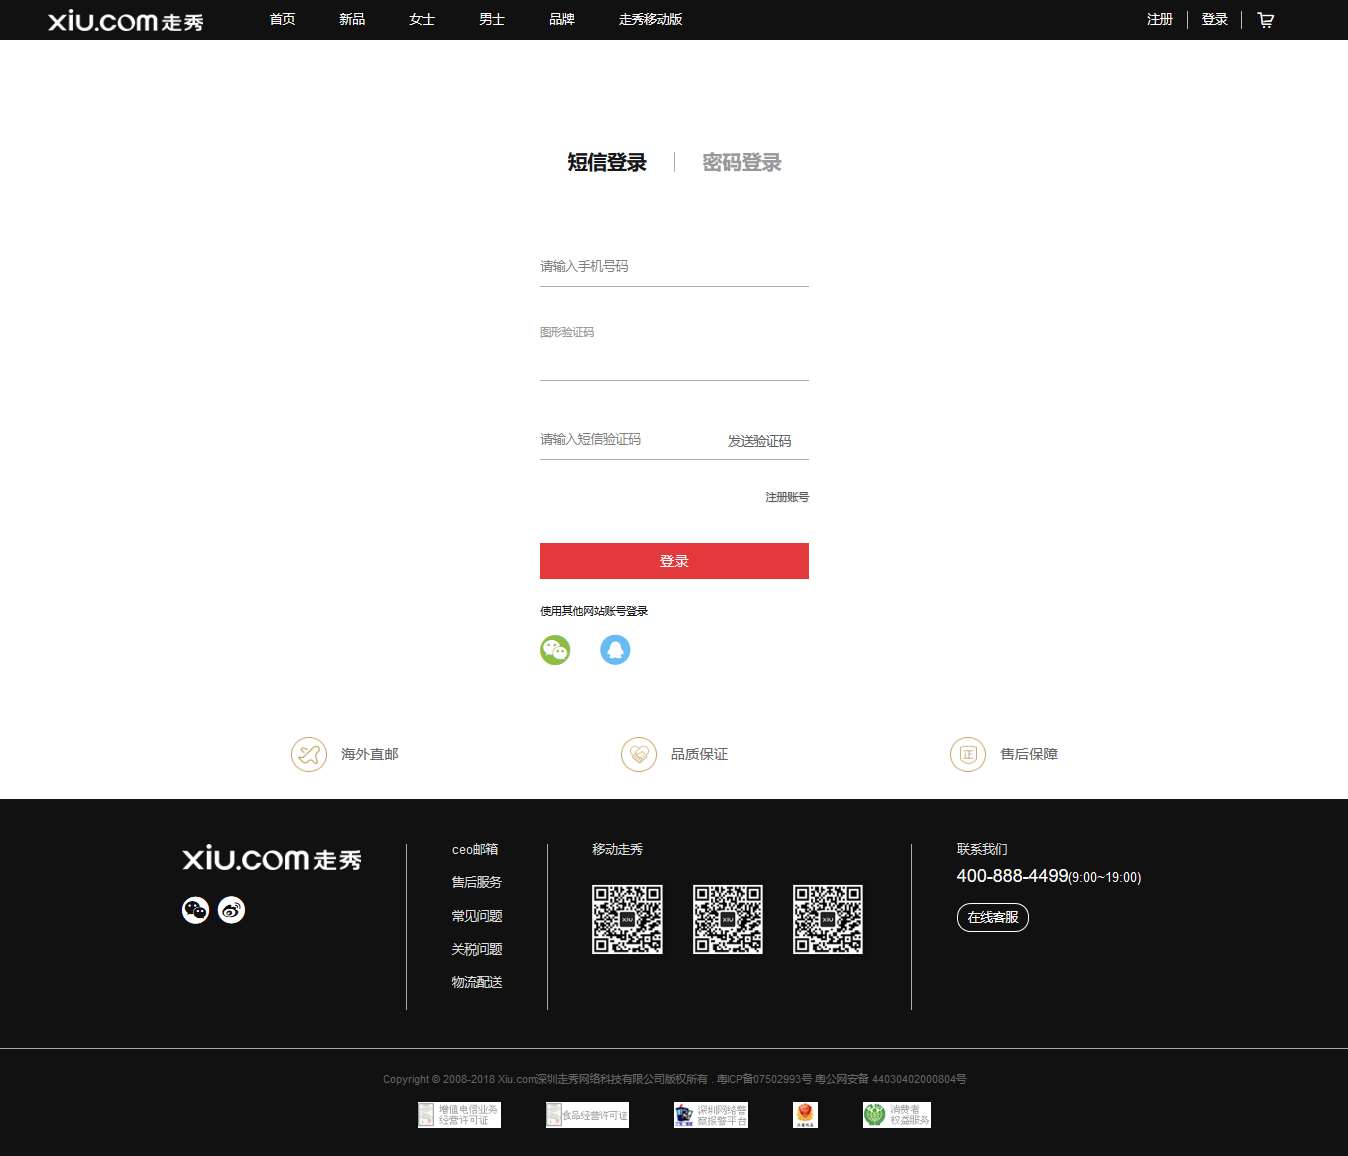 xiu.com走秀 首页 新品 女士 男士 品牌 走秀移动版 注册 登录
短信登录 密码登录
请输入手机号码
图形验证码
请输入短信验证码 发送验证码
注册账号
登录
使用其他网站账号登录
海外直邮 品质保证 售后保障
xiu.com走秀
ceo邮箱
售后服务
常见问题
关税问题
物流配送
移动走秀
XIU XIU XIU
联系我们
400-888-4499(9:00~19:00)
在线客服
Copyright © 2008-2018 Xiu.com深圳走秀网络科技有限公司版权所有 . 粤ICP备07502993号 粤公网安备 44030402000804号
增值电信业务
经营许可证
食品经营许可证
深圳网络警
察报警平台
消费者
权益服务